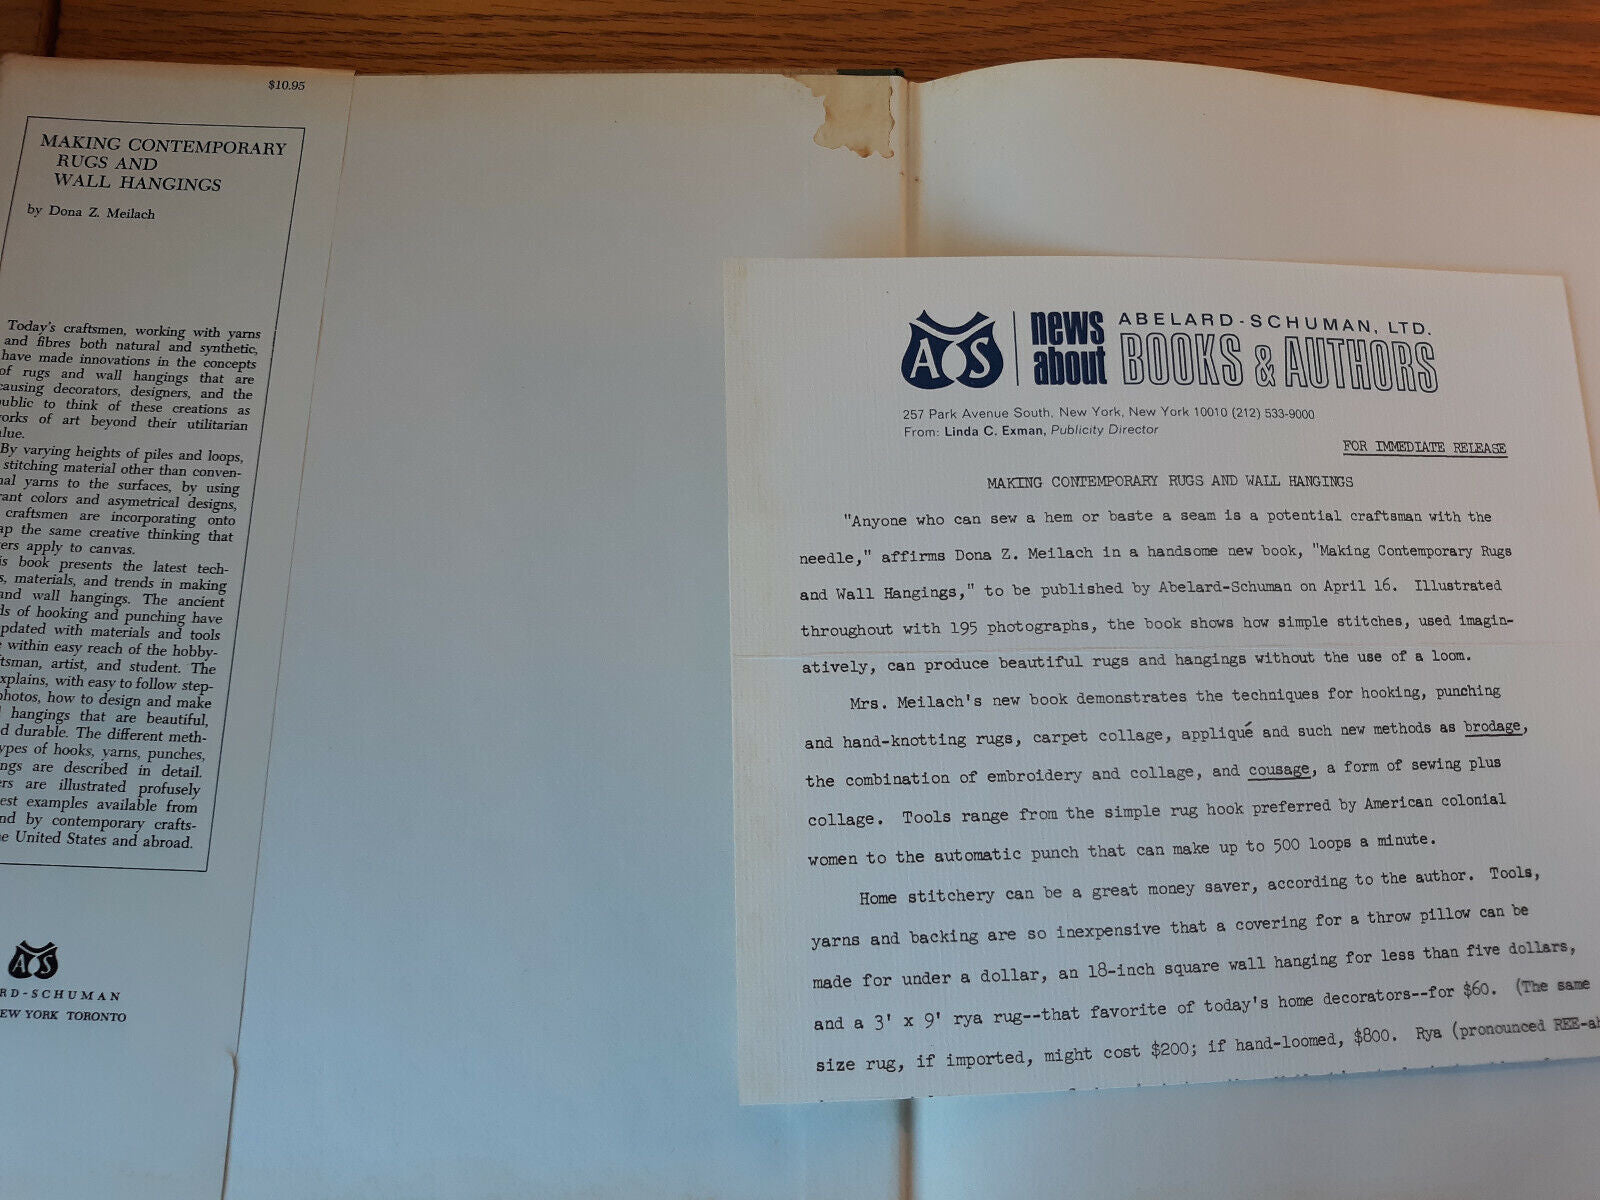 $10.95
MAKING CONTEMPORARY
RUGS AND
WALL HANGINGS
by Dona Z. Meilach
Today's craftsmen, working with yarns
and fibres both natural and synthetic,
have made innovations in the concepts
of rugs and wall hangings that are
causing decorators, designers, and the
public to think of these creations as
works of art beyond their utilitarian
lue.
By varying heights of piles and loops,
stitching material other than conven-
nal yarns to the surfaces, by using
rant colors and asymetrical designs,
craftsmen are incorporating onto
ap the same creative thinking that
ers apply to canvas.
is book presents the latest tech-
s, materials, and trends in making
and wall hangings. The ancient
ds of hooking and punching have
pdated with materials and tools
within easy reach of the hobby-
tsman, artist, and student. The
xplains, with easy to follow step-
photos, how to design and make
hangings that are beautiful,
d durable. The different meth-
ypes of hooks, yarns, punches,
ngs are described in detail.
ers are illustrated profusely
est examples available from
nd by contemporary crafts-
e United States and abroad.
AS
RD-SCHUMAN
EW YORK TORONTO
AS
news
about
ABELARD-SCHUMAN, LTD.
BOOKS & AUTHORS
257 Park Avenue South, New York, New York 10010 (212) 533-9000
From: Linda C. Exman, Publicity Director
FOR IMMEDIATE RELEASE
MAKING CONTEMPORARY RUGS AND WALL HANGINGS
"Anyone who can sew a hem or baste a seam is a potential craftsman with the
needle," affirms Dona Z. Meilach in a handsome new book, "Making Contemporary Rugs
and Wall Hangings," to be published by Abelard-Schuman on April 16. Illustrated
throughout with 195 photographs, the book shows how simple stitches, used imagin-
atively, can produce beautiful rugs and hangings without the use of a loom.
Mrs. Meilach's new book demonstrates the techniques for hooking, punching
and hand-knotting rugs, carpet collage, appliqué and such new methods as brodage,
the combination of embroidery and collage, and cousage, a form of sewing plus
collage. Tools range from the simple rug hook preferred by American colonial
women to the automatic punch that can make up to 500 loops a minute.
Home stitchery can be a great money saver, according to the author. Tools,
yarns and backing are so inexpensive that a covering for a throw pillow can be
made for under a dollar, an 18-inch square wall hanging for less than five dollars,
and a 3' x 9' rya rug--that favorite of today's home decorators--for $60. (The same
size rug, if imported, might cost $200; if hand-loomed, $800. Rya (pronounced REE-ah